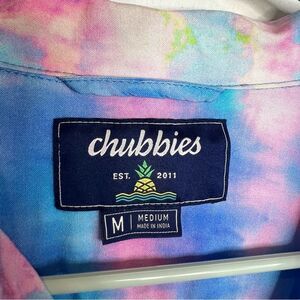 chubbies
EST. 2011
M MEDIUM
MADE IN INDIA